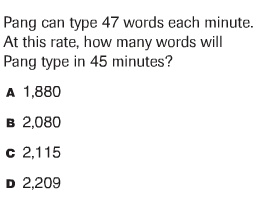 Pang can type 47 words each minute.
At this rate, how many words will
Pang type in 45 minutes?
A 1,880
B 2,080
C 2,115
D 2,209